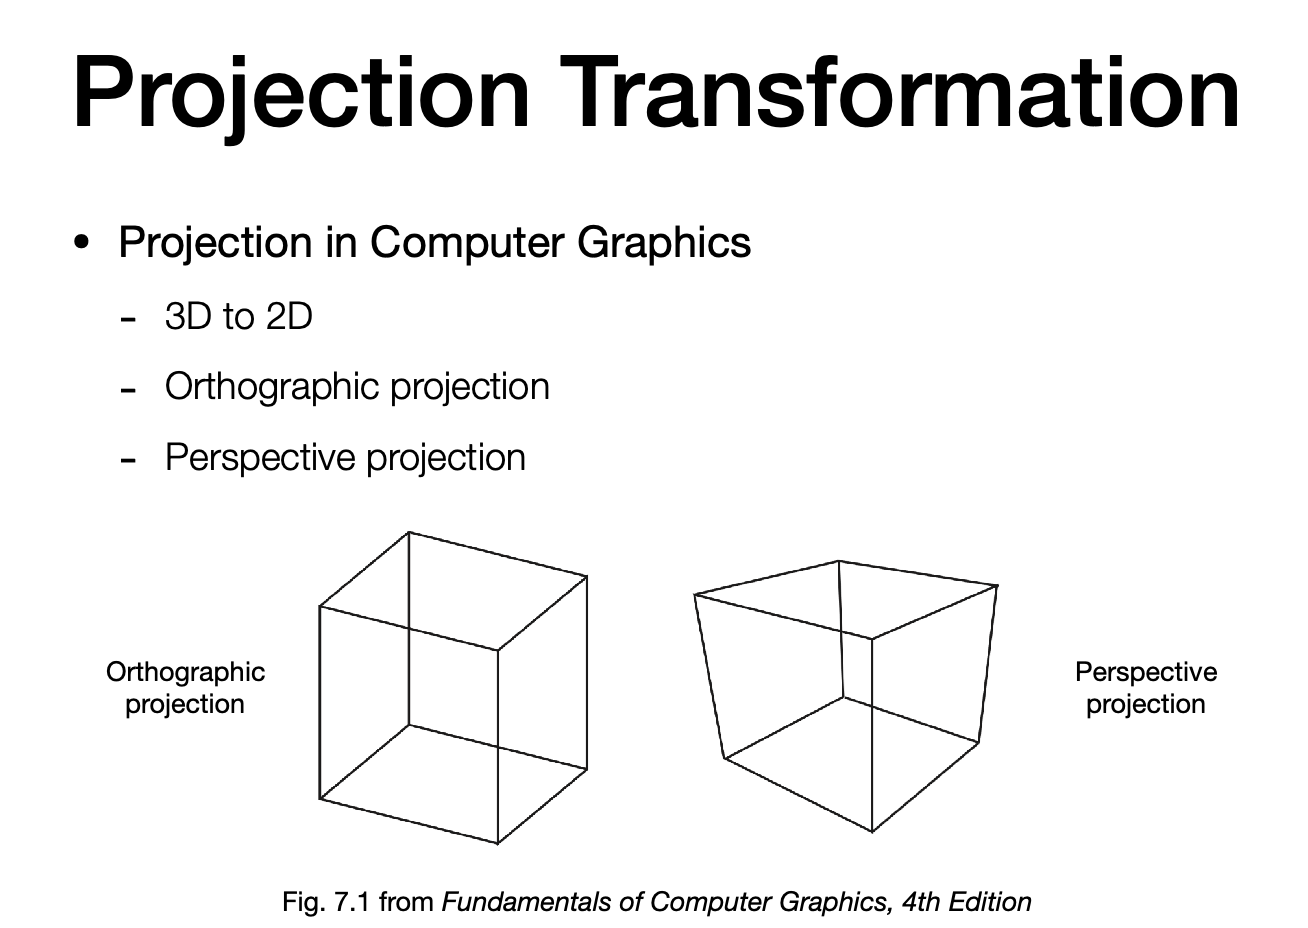 Projection Transformation
• Projection in Computer Graphics
- 3D to 2D
- Orthographic projection
- Perspective projection
Orthographic
projection
Perspective
projection
Fig. 7.1 from Fundamentals of Computer Graphics, 4th Edition